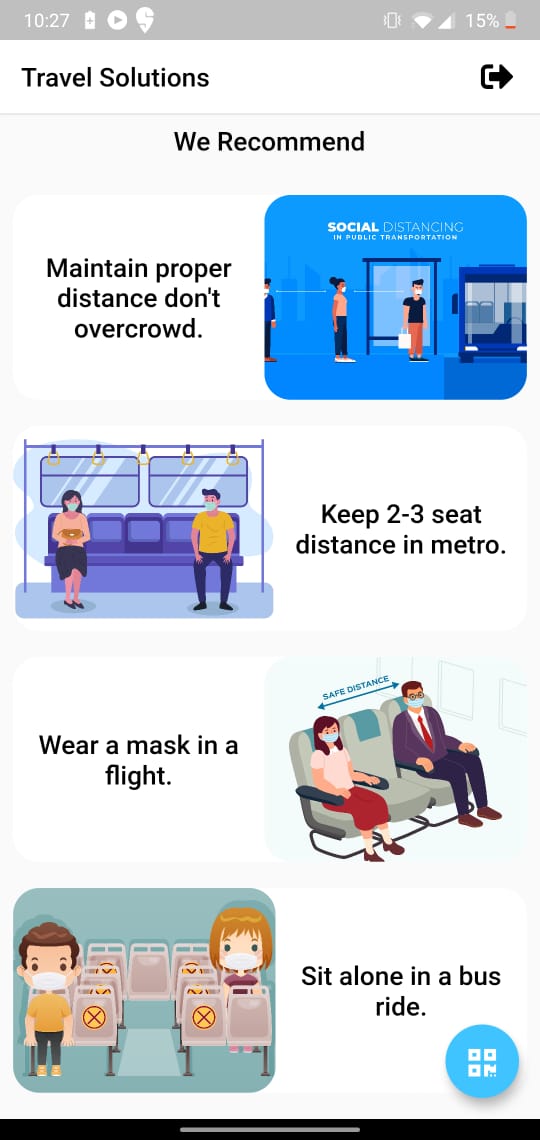 10:27
15%
Travel Solutions
We Recommend
Maintain proper
distance don't
overcrowd.
SOCIAL DISTANCING
IN PUBLIC TRANSPORTATION
Keep 2-3 seat
distance in metro.
Wear a mask in a
flight.
SAFE DISTANCE
Sit alone in a bus
ride.